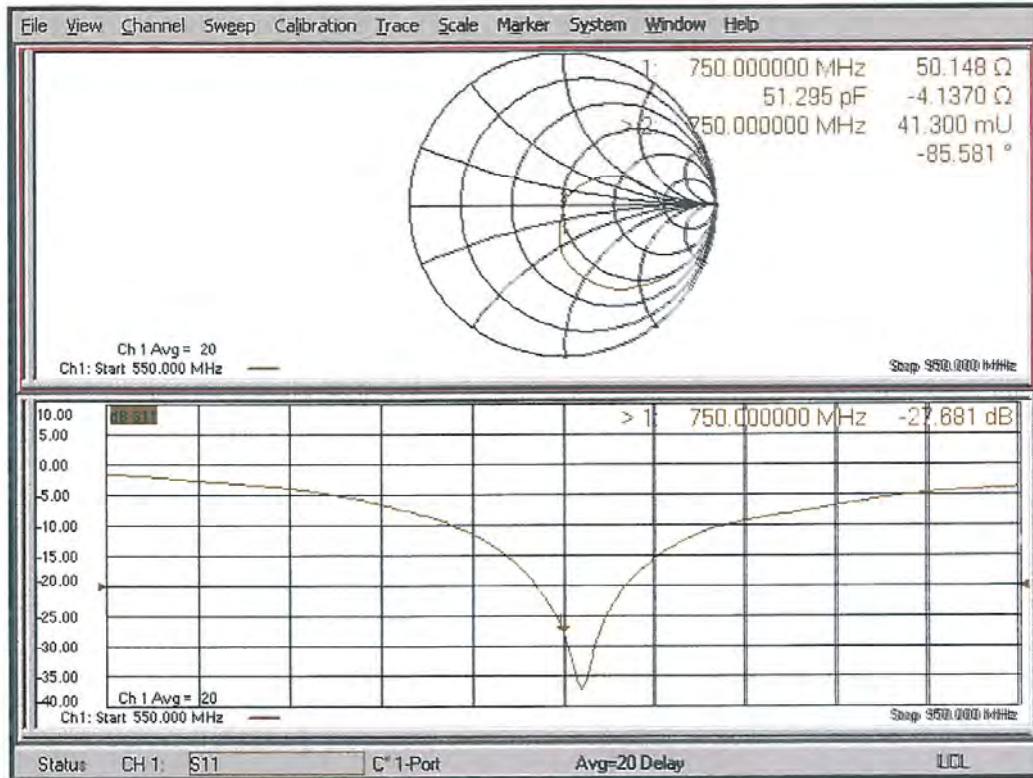 File View Channel Sweep Calibration Trace Scale Marker System Window Help
1: 750.000000 MHz 50.148 Ω
51.295 pF -4.1370 Ω
> 2: 750.000000 MHz 41.300 mU
-85.581 °
Ch 1 Avg = 20
Ch1: Start 550.000 MHz
Stop 950.000 MHz
10.00
dB S11
> 1: 750.000000 MHz -27.681 dB
5.00
0.00
-5.00
-10.00
-15.00
-20.00
-25.00
-30.00
-35.00
-40.00
Ch 1 Avg = 20
Ch1: Start 550.000 MHz
Stop 950.000 MHz
Status CH 1: S11 C* 1-Port Avg=20 Delay LCL